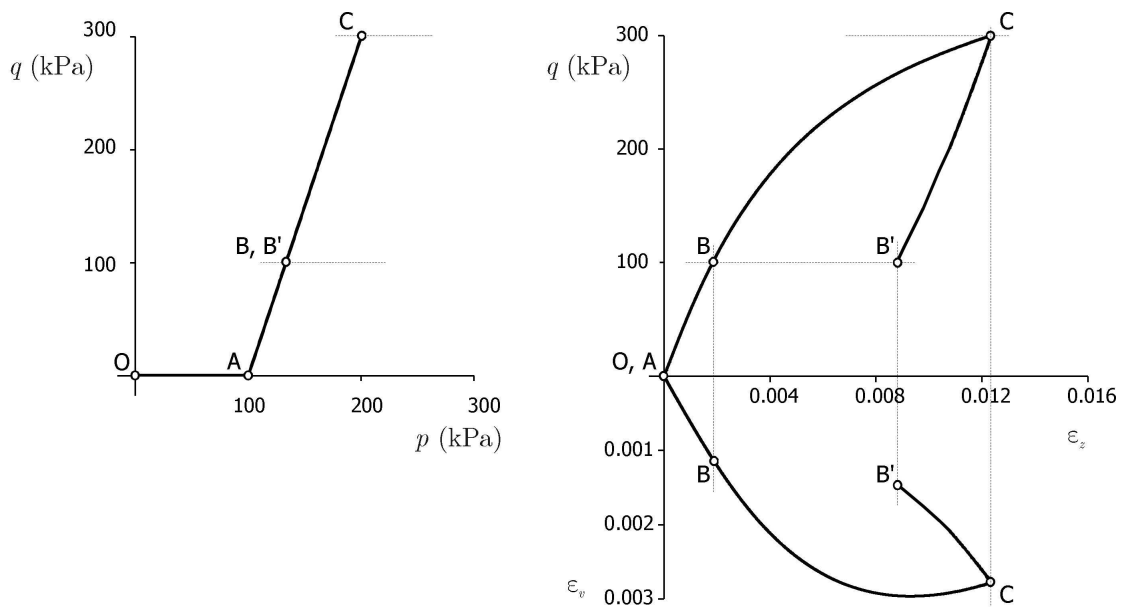 300
C
q (kPa)
200
B, B'
100
O
A
100
200
300
p (kPa)
300
C
q (kPa)
200
B
B'
100
O, A
0.004
0.008
0.012
0.016
ε_z
0.001
B
B'
0.002
ε_v
0.003
C